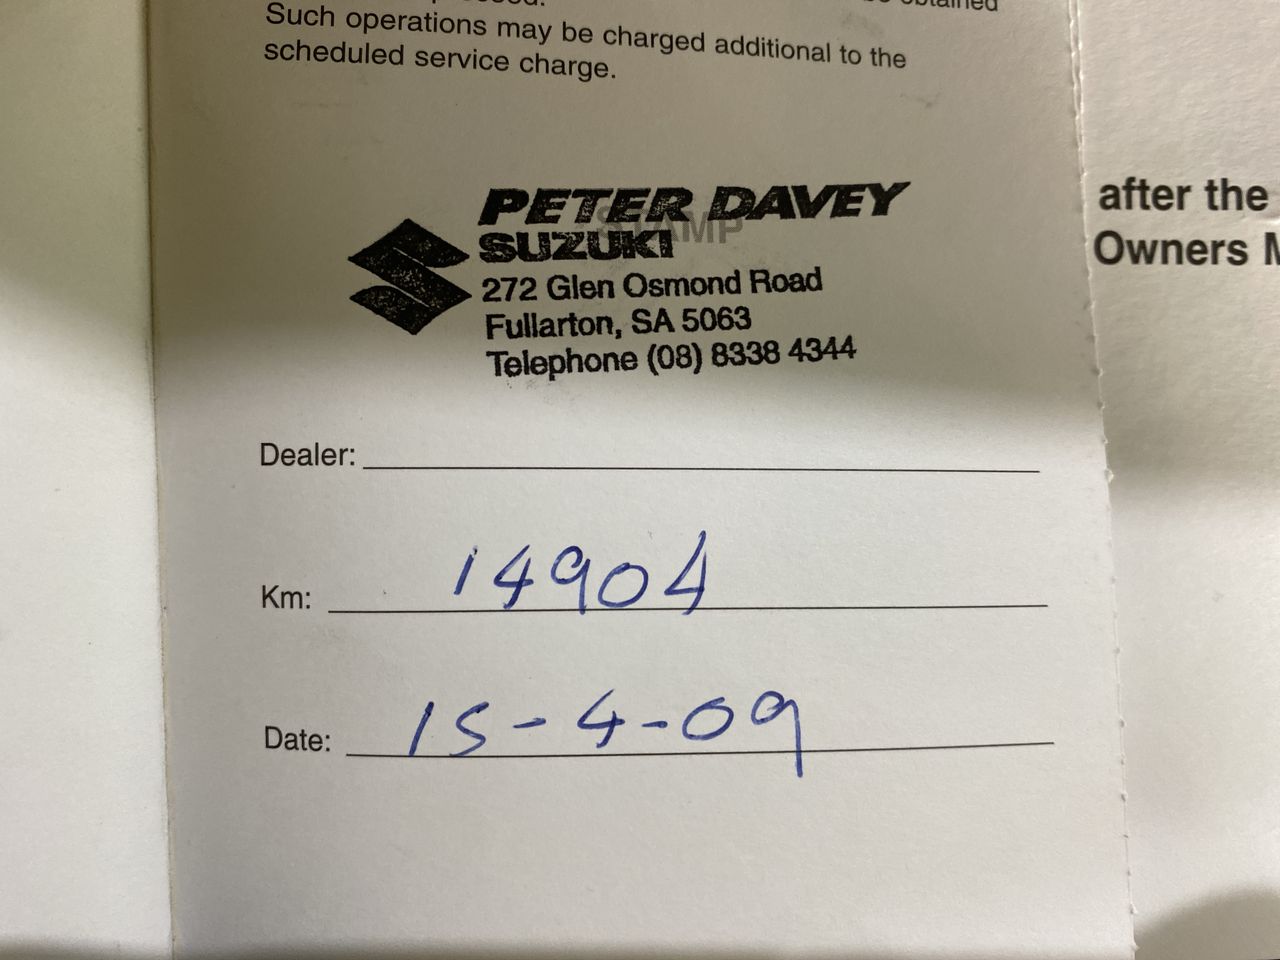 Such operations may be charged additional to the
scheduled service charge.
STAMP
PETER DAVEY
SUZUKI
272 Glen Osmond Road
Fullarton, SA 5063
Telephone (08) 8338 4344
Dealer:
Km: 14904
Date: 15-4-09
after the
Owners M